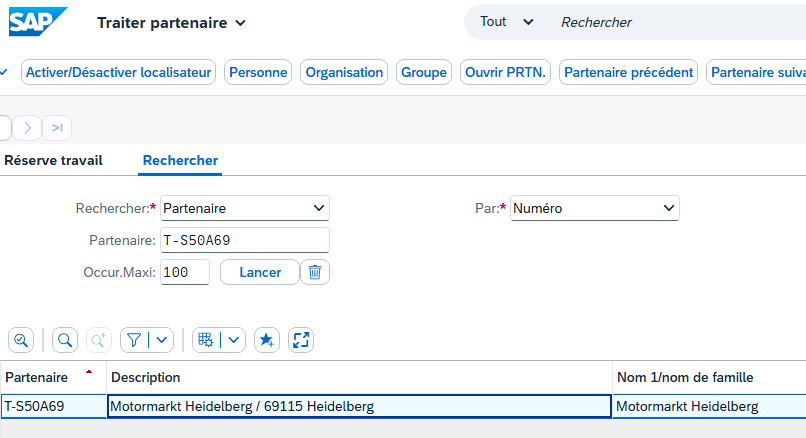 SAP Traiter partenaire Tout Rechercher
Activer/Désactiver localisateur Personne Organisation Groupe Ouvrir PRTN. Partenaire précédent Partenaire suiva
Réserve travail Rechercher
Rechercher:* Partenaire Par:* Numéro
Partenaire: T-S50A69
Occur.Maxi: 100 Lancer
Partenaire Description Nom 1/nom de famille
T-S50A69 Motormarkt Heidelberg / 69115 Heidelberg Motormarkt Heidelberg